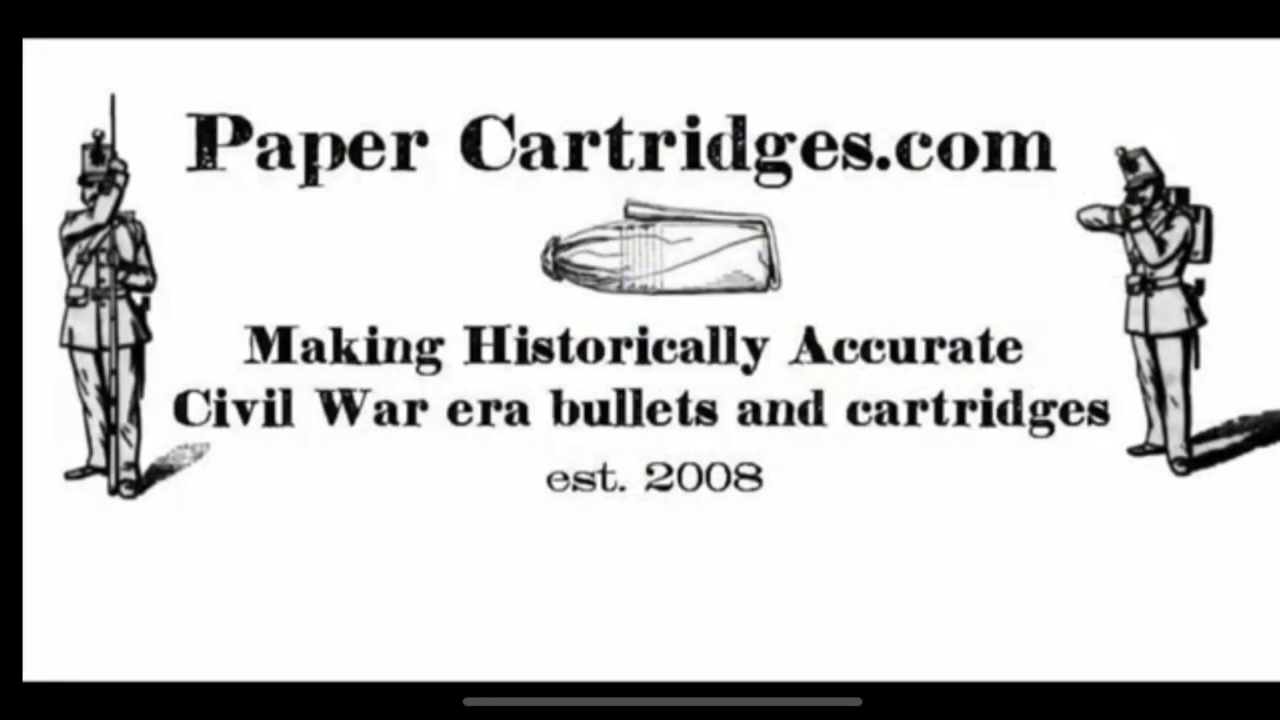 Paper Cartridges.com
Making Historically Accurate
Civil War era bullets and cartridges
est. 2008